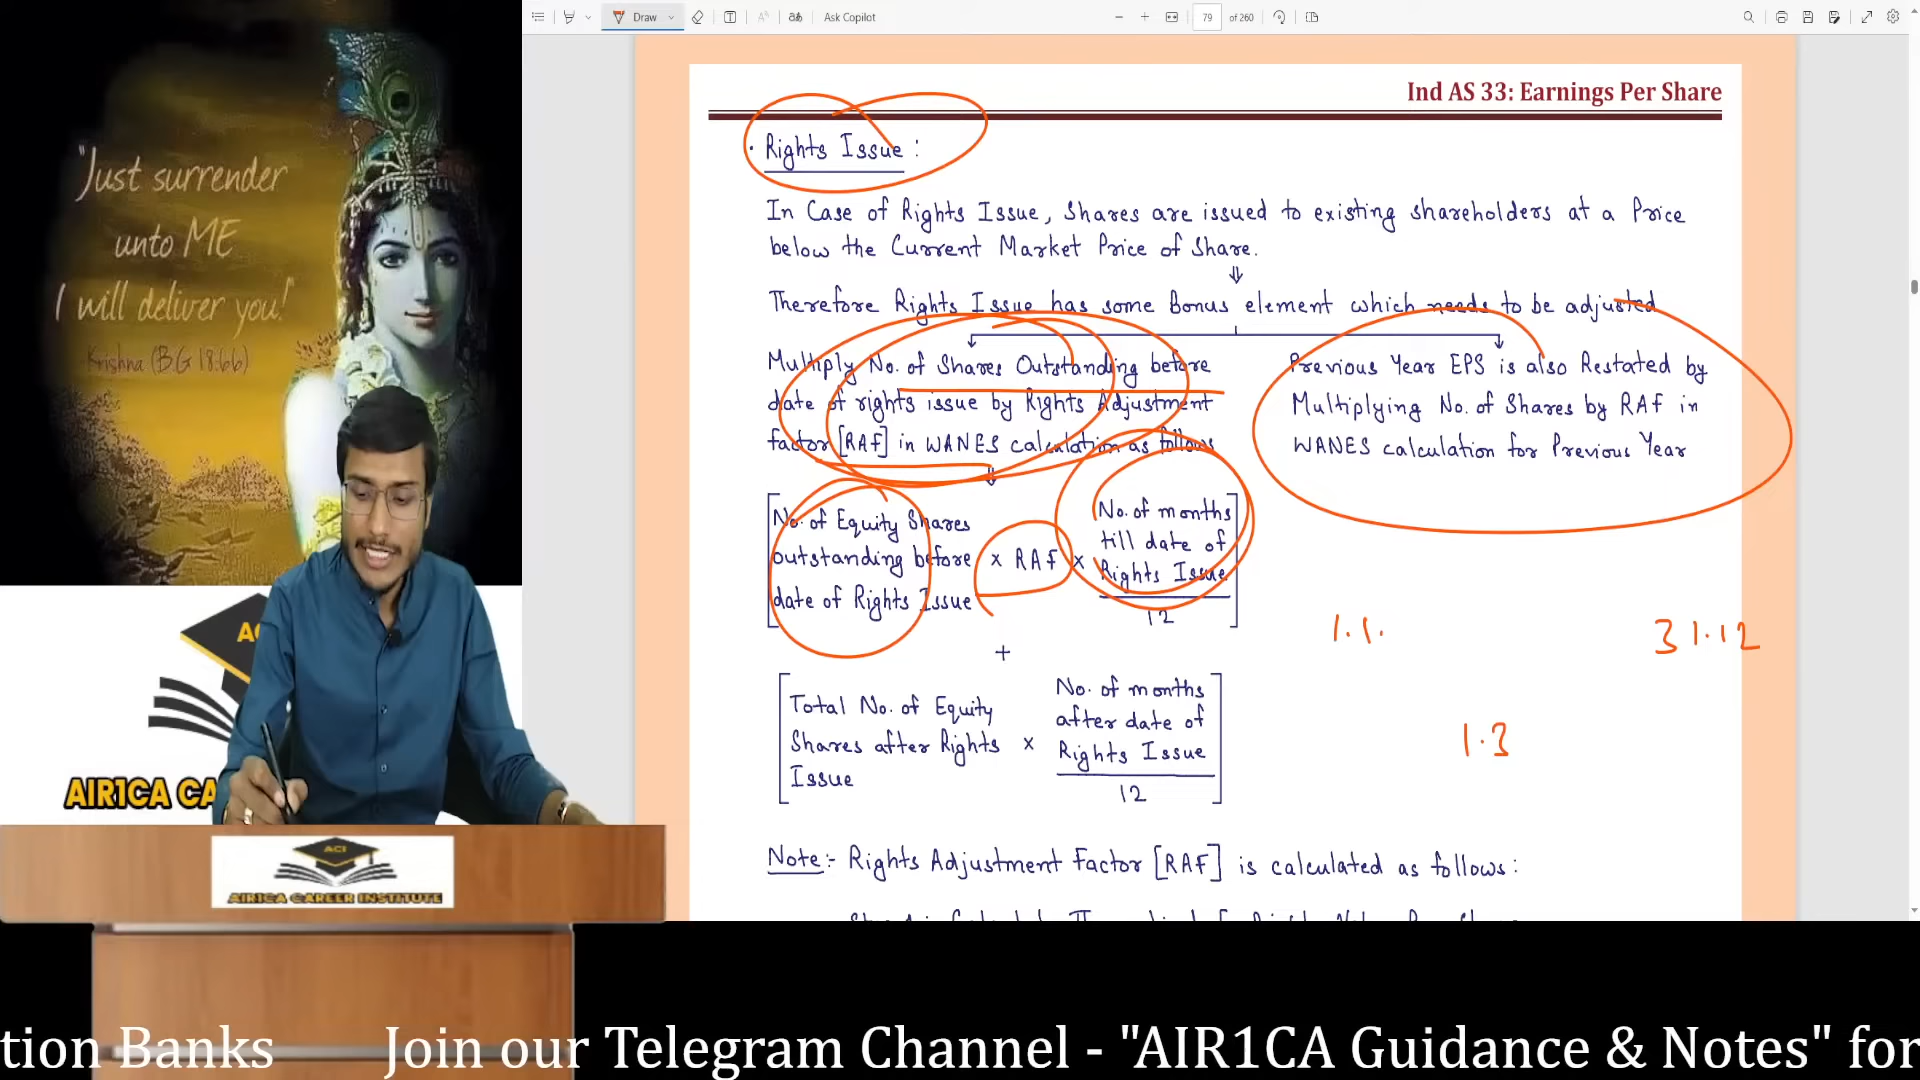 Draw
Ask Copilot
79
of 260
Ind AS 33: Earnings Per Share
"Just surrender
unto ME
I will deliver you!"
Krishna (B.G 18:66)
· Rights Issue :
In Case of Rights Issue, Shares are issued to existing shareholders at a Price
below the Current Market Price of Share.
⇓
Therefore Rights Issue has some Bonus element which needs to be adjusted
Multiply No. of Shares Outstanding before
date of rights issue by Rights Adjustment
factor [RAF] in WANES calculation as follows
Previous Year EPS is also Restated by
Multiplying No. of Shares by RAF in
WANES calculation for Previous Year
[No. of Equity Shares
outstanding before
date of Rights Issue
× RAF ×
No. of months
till date of
Rights Issue
12]
+
[Total No. of Equity
Shares after Rights
Issue
×
No. of months
after date of
Rights Issue
12]
1.1.
31.12
1.3
Note:- Rights Adjustment Factor [RAF] is calculated as follows :
AIR1CA CA
ACI
AIR1CA CAREER INSTITUTE
tion Banks
Join our Telegram Channel - "AIR1CA Guidance & Notes" for